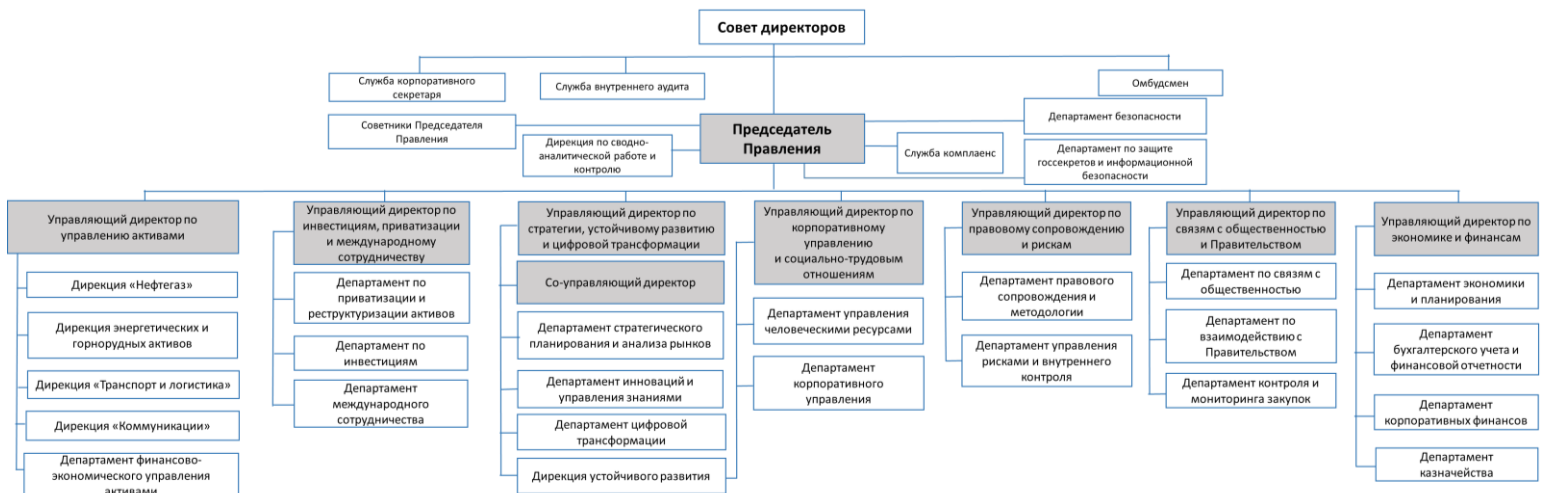 Совет директоров
Служба корпоративного
секретаря
Служба внутреннего аудита
Омбудсмен
Советники Председателя
Правления
Дирекция по сводно-
аналитической работе и
контролю
Председатель
Правления
Служба комплаенс
Департамент безопасности
Департамент по защите
госсекретов и информационной
безопасности
Управляющий директор по
управлению активами
Дирекция «Нефтегаз»
Дирекция энергетических и
горнорудных активов
Дирекция «Транспорт и логистика»
Дирекция «Коммуникации»
Департамент финансово-
экономического управления
активами
Управляющий директор по
инвестициям, приватизации
и международному
сотрудничеству
Департамент по
приватизации и
реструктуризации активов
Департамент по
инвестициям
Департамент
международного
сотрудничества
Управляющий директор по
стратегии, устойчивому развитию
и цифровой трансформации
Со-управляющий директор
Департамент стратегического
планирования и анализа рынков
Департамент инноваций и
управления знаниями
Департамент цифровой
трансформации
Дирекция устойчивого развития
Управляющий директор по
корпоративному
управлению
и социально-трудовым
отношениям
Департамент управления
человеческими ресурсами
Департамент
корпоративного
управления
Управляющий директор по
правовому сопровождению
и рискам
Департамент правового
сопровождения и
методологии
Департамент управления
рисками и внутреннего
контроля
Управляющий директор по
связям с общественностью
и Правительством
Департамент по связям с
общественностью
Департамент по
взаимодействию с
Правительством
Департамент контроля и
мониторинга закупок
Управляющий директор по
экономике и финансам
Департамент экономики
и планирования
Департамент
бухгалтерского учета и
финансовой отчетности
Департамент
корпоративных финансов
Департамент
казначейства